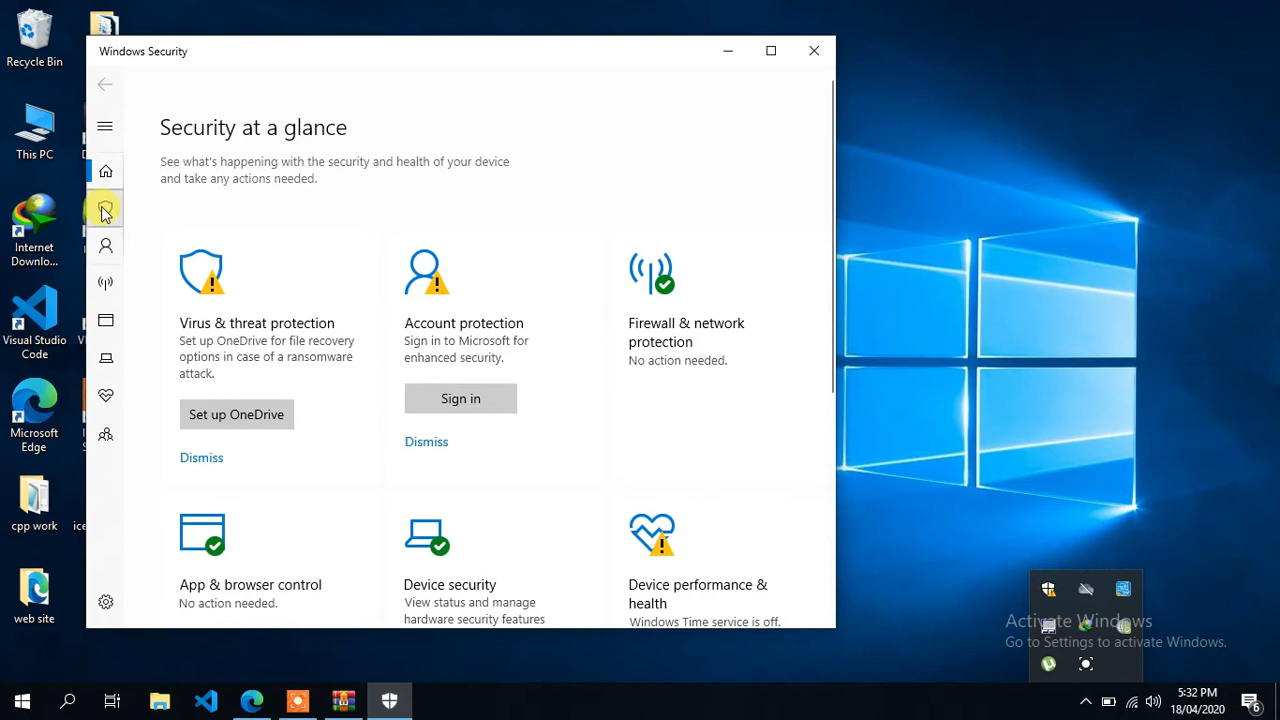 Recycle Bin
This PC
Internet
Downlo...
Visual Studio
Code
Microsoft
Edge
cpp work
web site
Windows Security
Security at a glance
See what's happening with the security and health of your device
and take any actions needed.
Virus & threat protection
Set up OneDrive for file recovery
options in case of a ransomware
attack.
Set up OneDrive
Dismiss
Account protection
Sign in to Microsoft for
enhanced security.
Sign in
Dismiss
Firewall & network
protection
No action needed.
App & browser control
No action needed.
Device security
View status and manage
hardware security features
Device performance &
health
Windows Time service is off.
Activate Windows
Go to Settings to activate Windows.
5:32 PM
18/04/2020
6